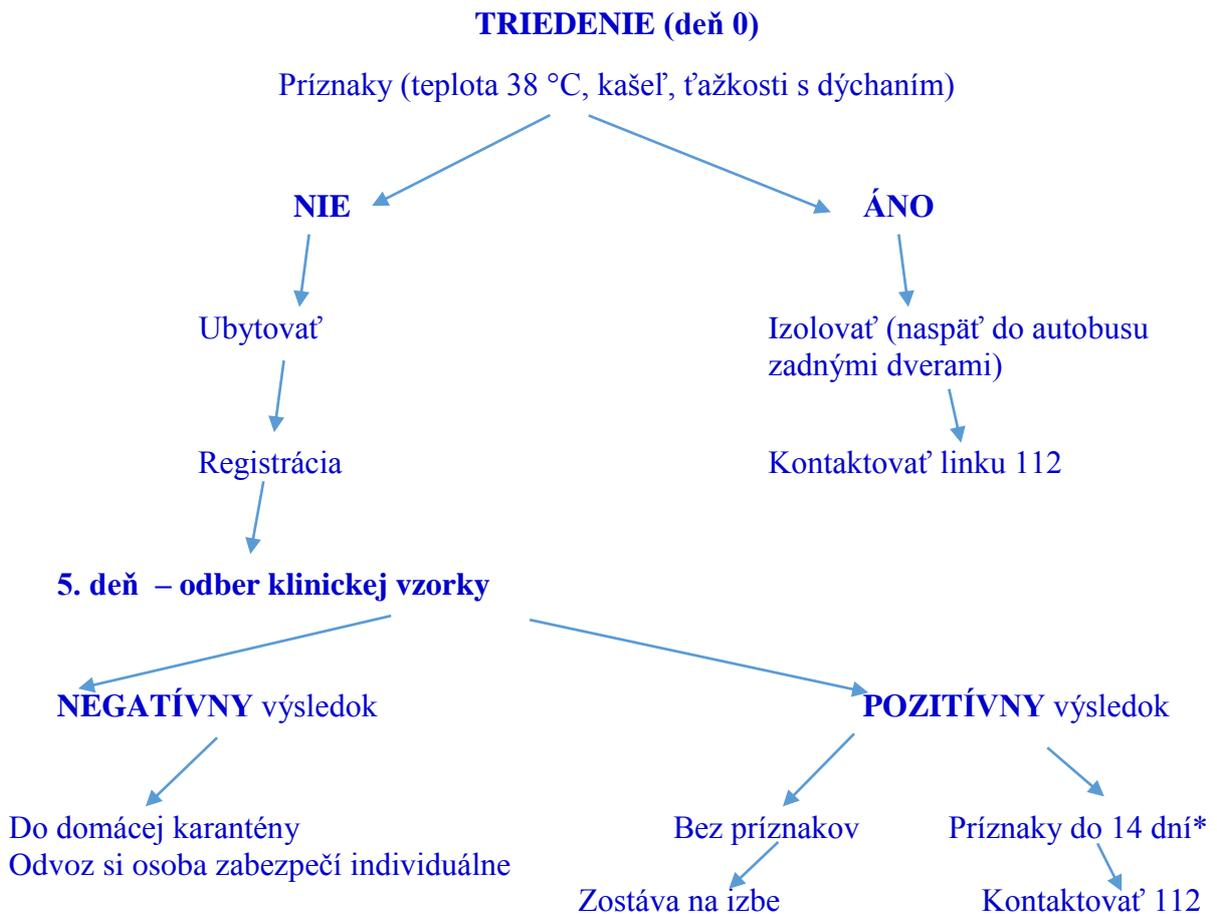 TRIEDENIE (deň 0)
Príznaky (teplota 38 °C, kašeľ, ťažkosti s dýchaním)
NIE
ÁNO
Ubytovať
Izolovať (naspäť do autobusu
zadnými dverami)
Registrácia
Kontaktovať linku 112
5. deň – odber klinickej vzorky
NEGATÍVNY výsledok
POZITÍVNY výsledok
Do domácej karantény
Odvoz si osoba zabezpečí individuálne
Bez príznakov
Príznaky do 14 dní*
Zostáva na izbe
Kontaktovať 112